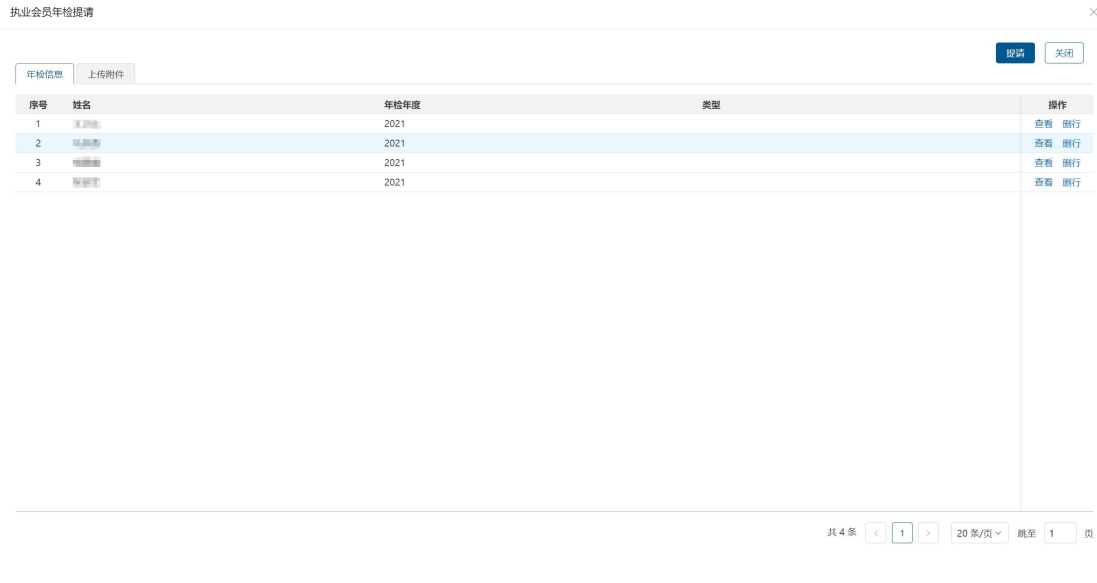 执业会员年检提请
提请 关闭
年检信息 上传附件
序号 姓名 年检年度 类型 操作
1 2021 查看 删行
2 2021 查看 删行
3 2021 查看 删行
4 2021 查看 删行
共 4 条 < 1 > 20 条/页 跳至 1 页